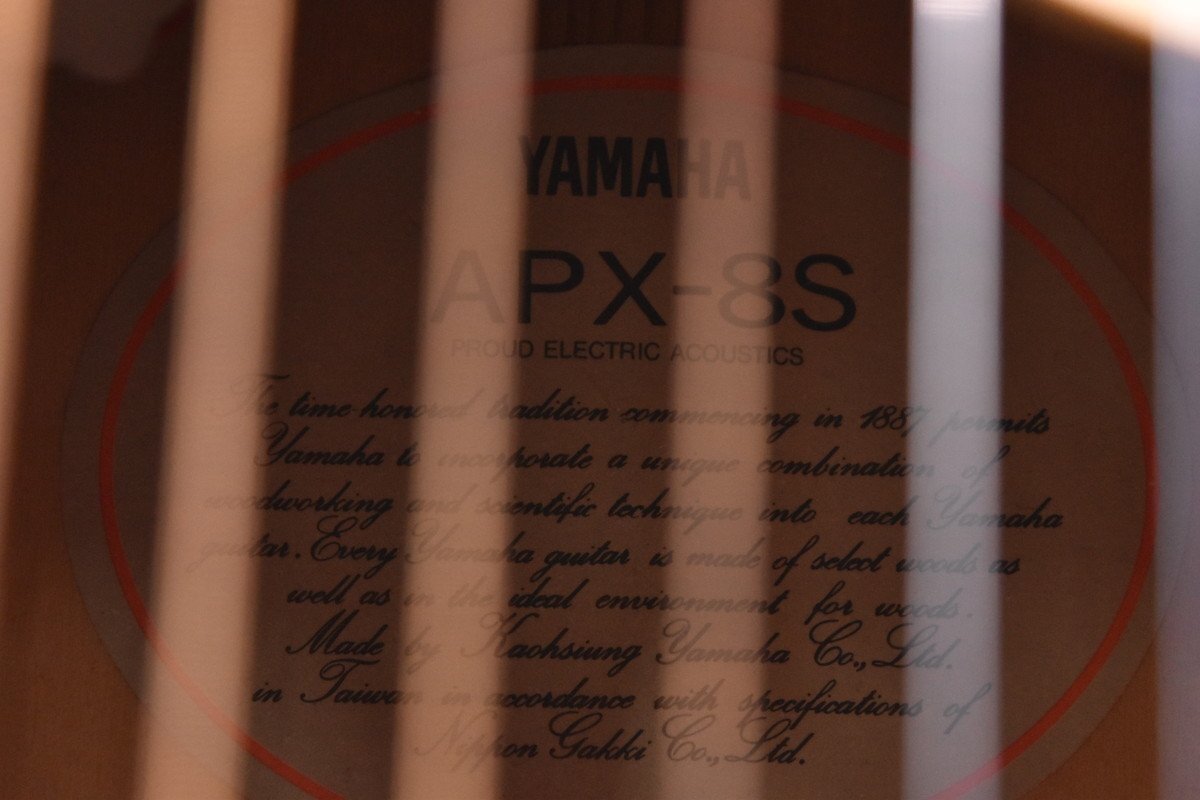 YAMAHA
APX-8S
PROUD ELECTRIC ACOUSTICS
The time-honored tradition commencing in 1887 permits
Yamaha to incorporate a unique combination of
woodworking and scientific technique into each Yamaha
guitar. Every Yamaha guitar is made of select woods as
well as in the ideal environment for woods.
Made by Kaohsiung Yamaha Co., Ltd.
in Taiwan in accordance with specifications of
Nippon Gakki Co., Ltd.